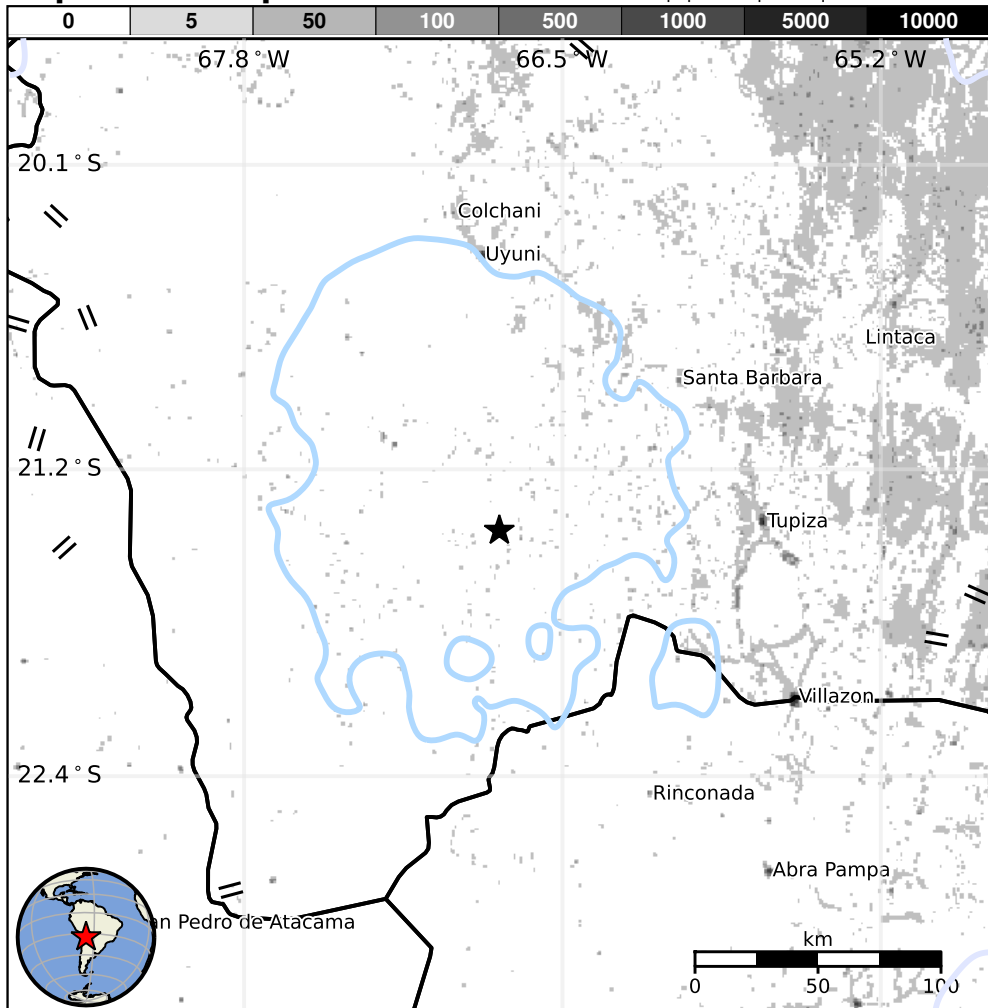 0 5 50 100 500 1000 5000 10000
67.8°W 66.5°W 65.2°W
20.1°S
Colchani
Uyuni
Lintaca
Santa Barbara
21.2°S
Tupiza
Villazon
22.4°S
Rinconada
Abra Pampa
an Pedro de Atacama
km
0 50 100